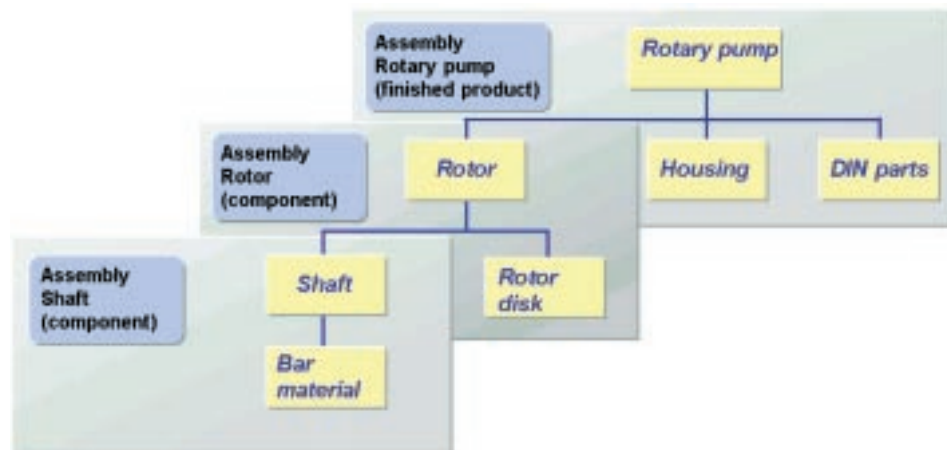 Assembly
Rotary pump
(finished product)
Rotary pump
Assembly
Rotor
(component)
Rotor
Housing
DIN parts
Assembly
Shaft
(component)
Shaft
Rotor
disk
Bar
material